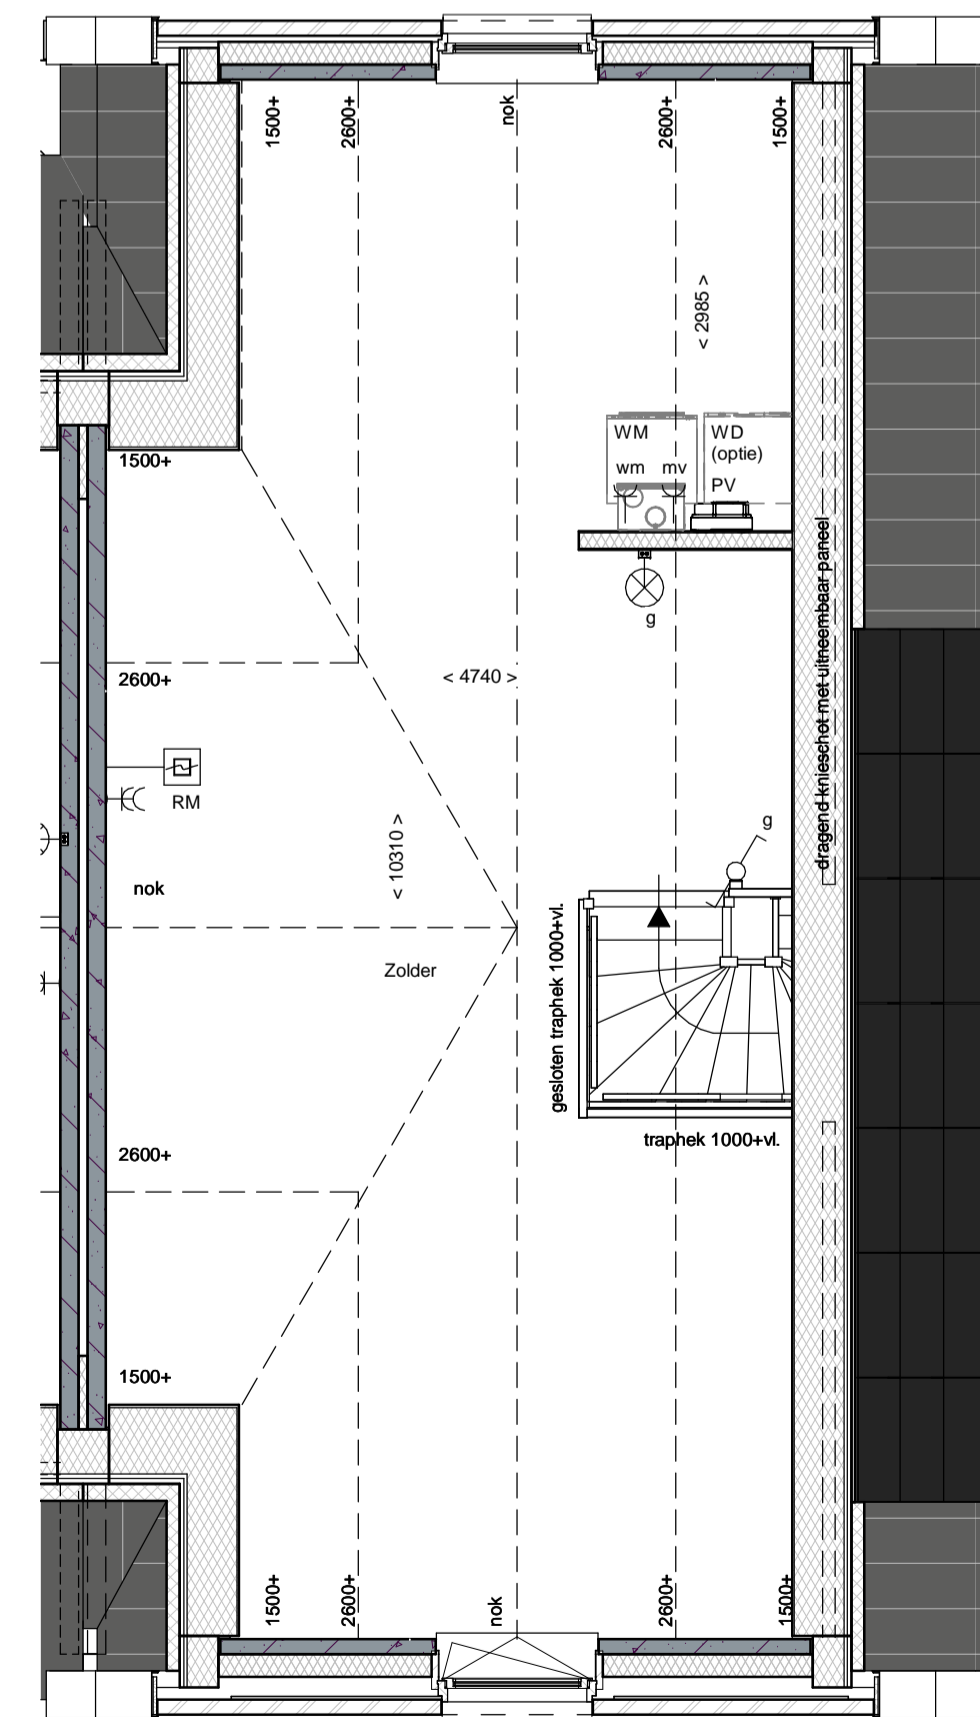 1500+
2600+
nok
2600+
1500+
< 2985 >
WM
WD
(optie)
wm
mv
PV
1500+
g
dragend knieschot met uitneembaar paneel
2600+
< 4740 >
RM
g
< 10310 >
nok
gesloten traphek 1000+vl.
Zolder
traphek 1000+vl.
2600+
1500+
1500+
2600+
nok
2600+
1500+